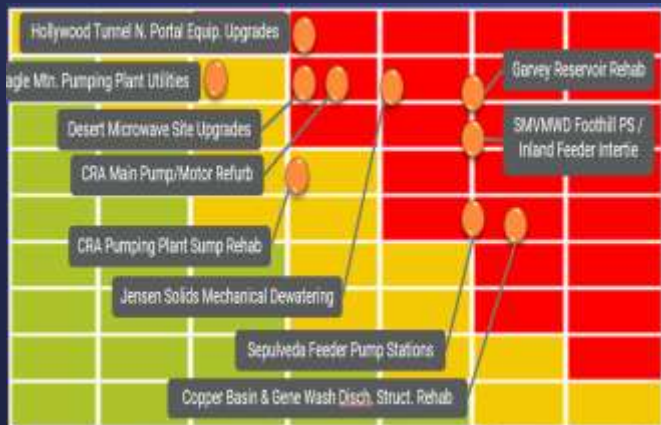 Hollywood Tunnel N. Portal Equip. Upgrades
agle Mtn. Pumping Plant Utilities
Garvey Reservoir Rehab
Desert Microwave Site Upgrades
SMVMWD Foothill PS /
Inland Feeder Intertie
CRA Main Pump/Motor Refurb
CRA Pumping Plant Sump Rehab
Jensen Solids Mechanical Dewatering
Sepulveda Feeder Pump Stations
Copper Basin & Gene Wash Disch. Struct. Rehab